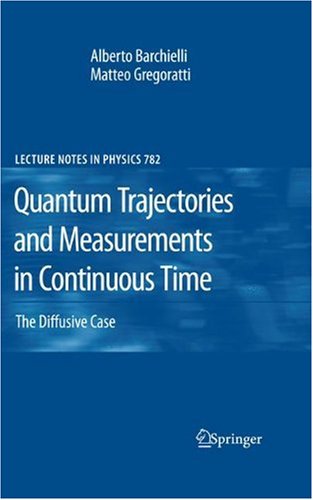 Alberto Barchielli
Matteo Gregoratti
LECTURE NOTES IN PHYSICS 782
Quantum Trajectories
and Measurements
in Continuous Time
The Diffusive Case
Springer